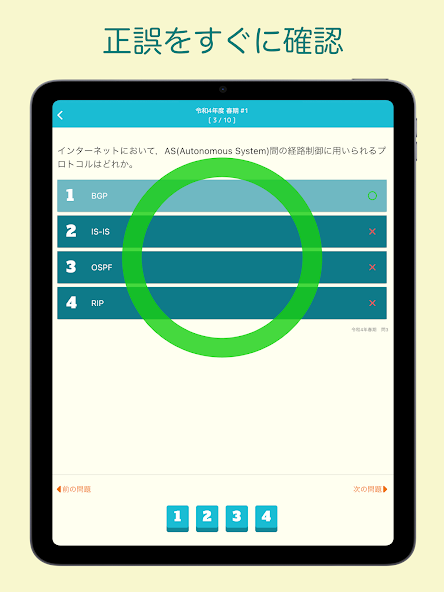 正誤をすぐに確認
令和4年度 春期 #1
[ 3 / 10 ]
インターネットにおいて，AS(Autonomous System)間の経路制御に用いられるプ
ロトコルはどれか。
1 BGP
2 IS-IS
3 OSPF
4 RIP
令和4年春期 問3
前の問題 次の問題
1 2 3 4